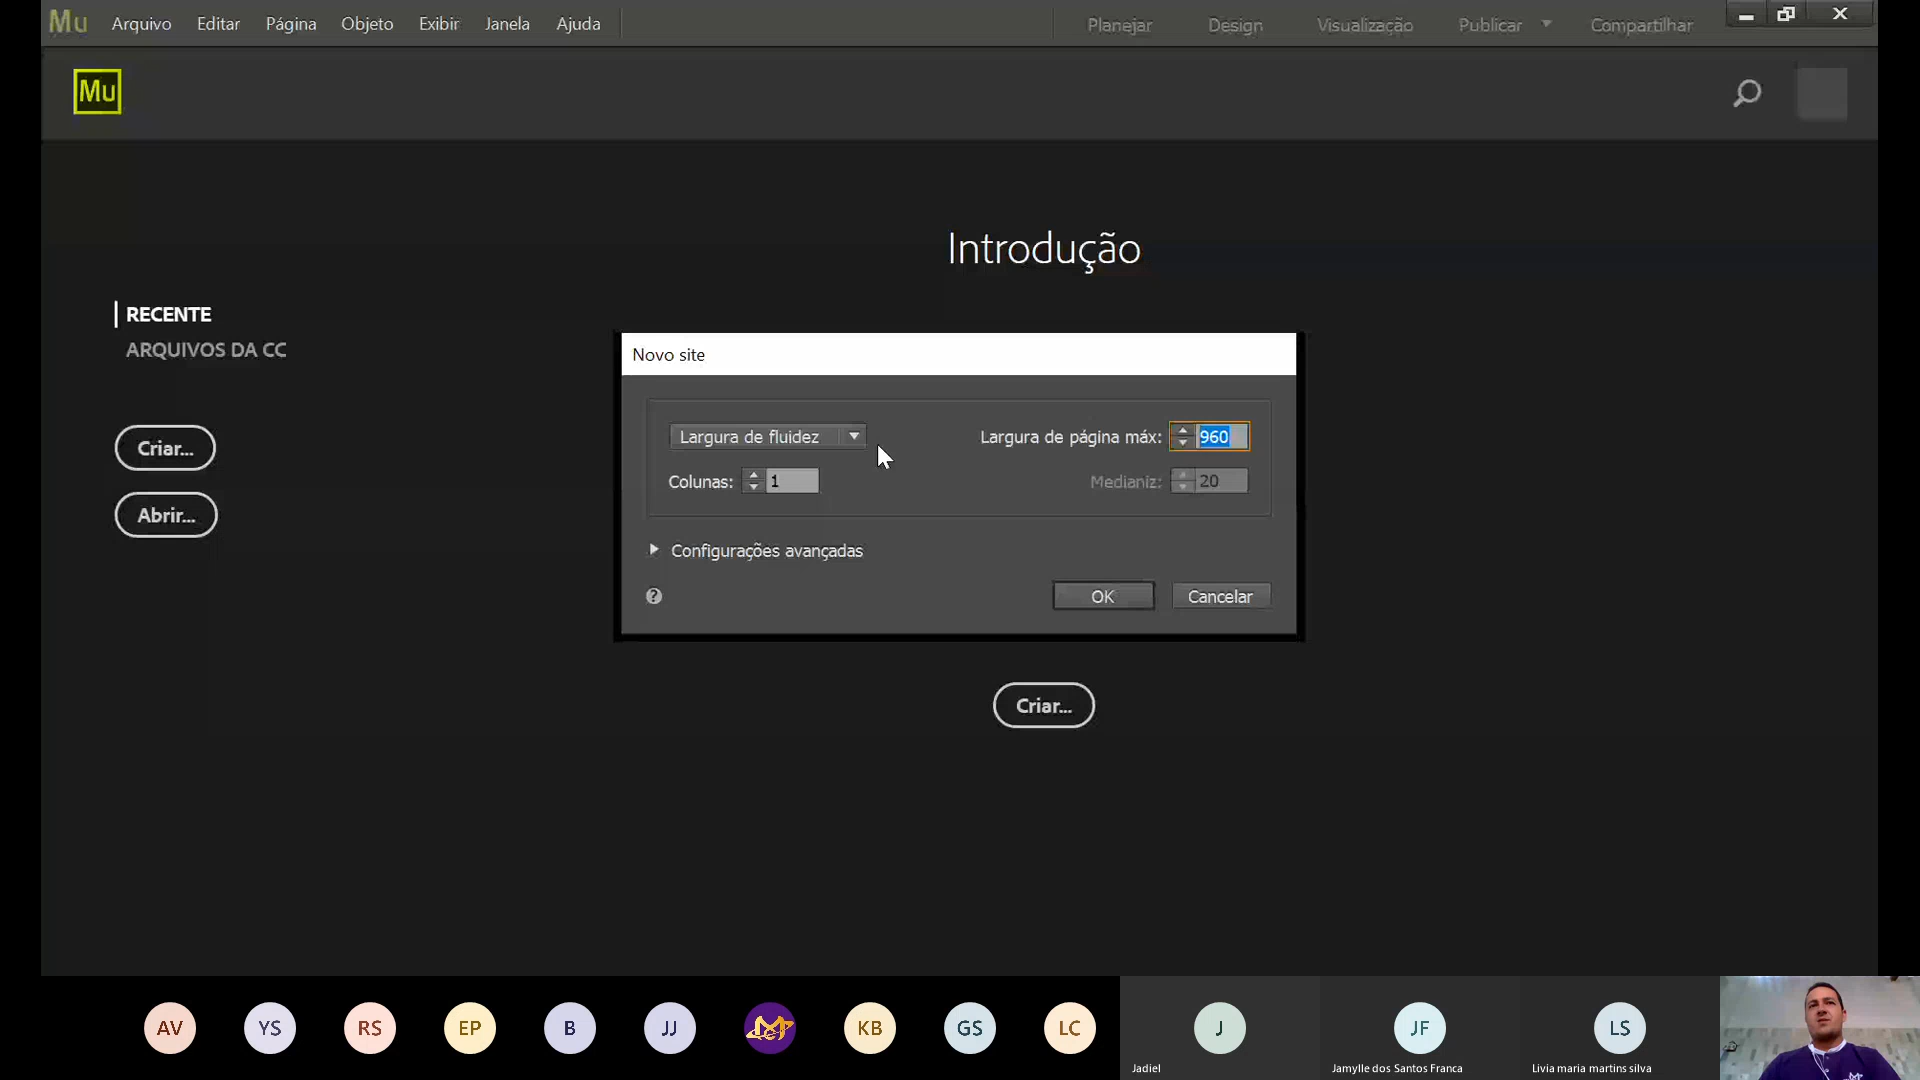 Mu Arquivo Editar Página Objeto Exibir Janela Ajuda Planejar Design Visualização Publicar Compartilhar
Mu
Introdução
RECENTE
ARQUIVOS DA CC
Criar...
Abrir...
Novo site
Largura de fluidez Largura de página máx: 960
Colunas: 1 Medianiz: 20
Configurações avançadas
? OK Cancelar
Criar...
AV YS RS EP B JJ KB GS LC J JF LS
Jadiel Jamylle dos Santos Franca Livia maria martins silva